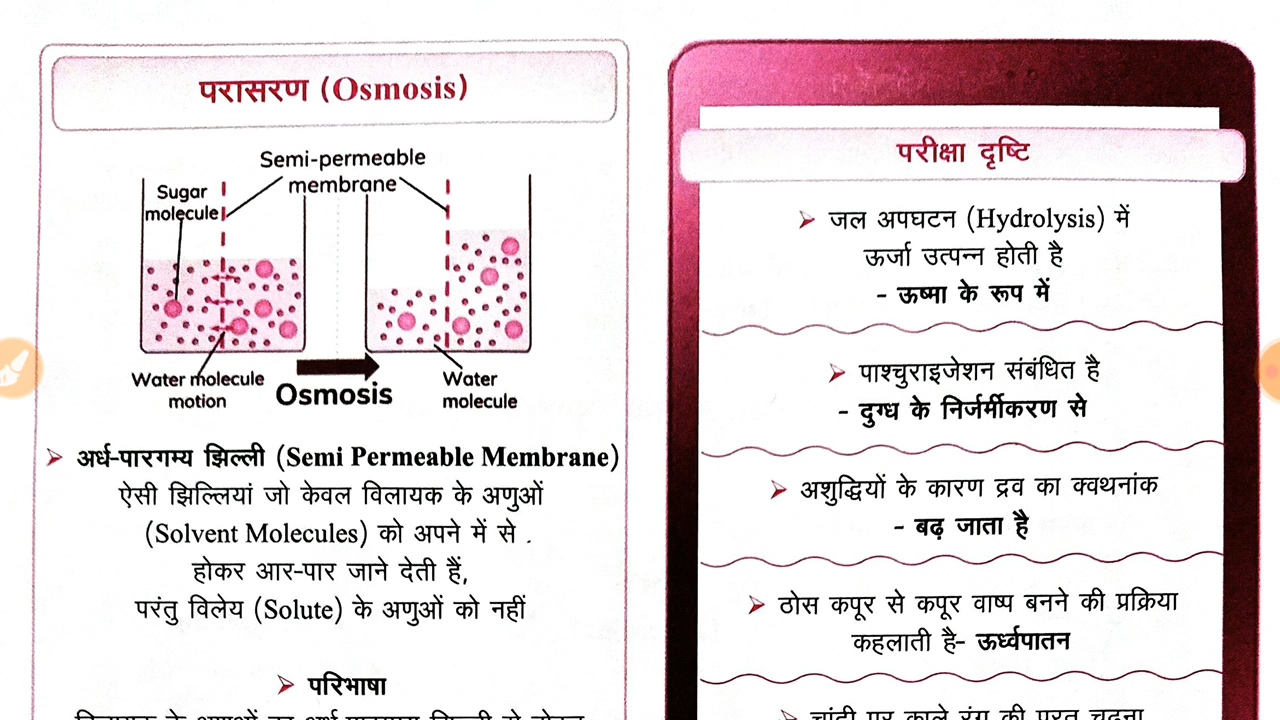 परासरण (Osmosis)
Semi-permeable
membrane
Sugar
molecule
Water molecule
motion
Osmosis
Water
molecule
➢ अर्ध-पारगम्य झिल्ली (Semi Permeable Membrane)
ऐसी झिल्लियां जो केवल विलायक के अणुओं
(Solvent Molecules) को अपने में से .
होकर आर-पार जाने देती हैं,
परंतु विलेय (Solute) के अणुओं को नहीं
➢ परिभाषा
परीक्षा दृष्टि
➢ जल अपघटन (Hydrolysis) में
ऊर्जा उत्पन्न होती है
- ऊष्मा के रूप में
➢ पाश्चुराइजेशन संबंधित है
- दुग्ध के निर्जर्मीकरण से
➢ अशुद्धियों के कारण द्रव का क्वथनांक
- बढ़ जाता है
➢ ठोस कपूर से कपूर वाष्प बनने की प्रक्रिया
कहलाती है- ऊर्ध्वपातन
➢ चांदी पर काले रंग की परत चढ़ना